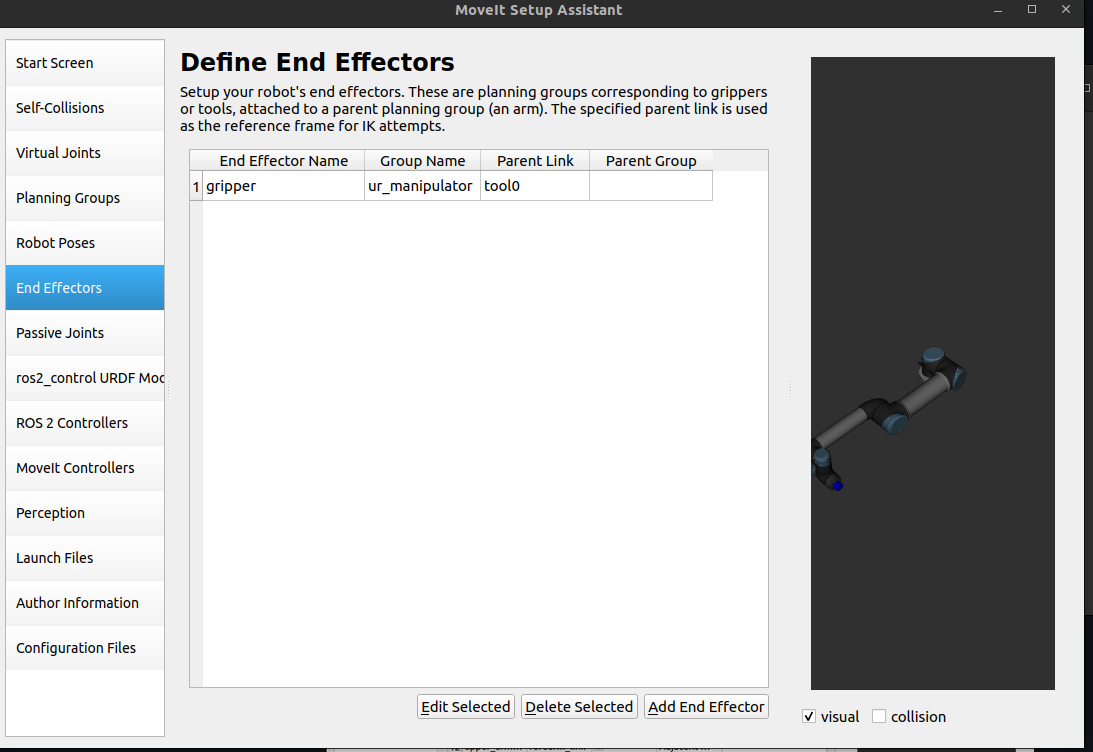 MoveIt Setup Assistant
Start Screen
Self-Collisions
Virtual Joints
Planning Groups
Robot Poses
End Effectors
Passive Joints
ros2_control URDF Moc
ROS 2 Controllers
MoveIt Controllers
Perception
Launch Files
Author Information
Configuration Files
Define End Effectors
Setup your robot's end effectors. These are planning groups corresponding to grippers
or tools, attached to a parent planning group (an arm). The specified parent link is used
as the reference frame for IK attempts.
End Effector Name Group Name Parent Link Parent Group
1 gripper ur_manipulator tool0
Edit Selected Delete Selected Add End Effector
visual collision